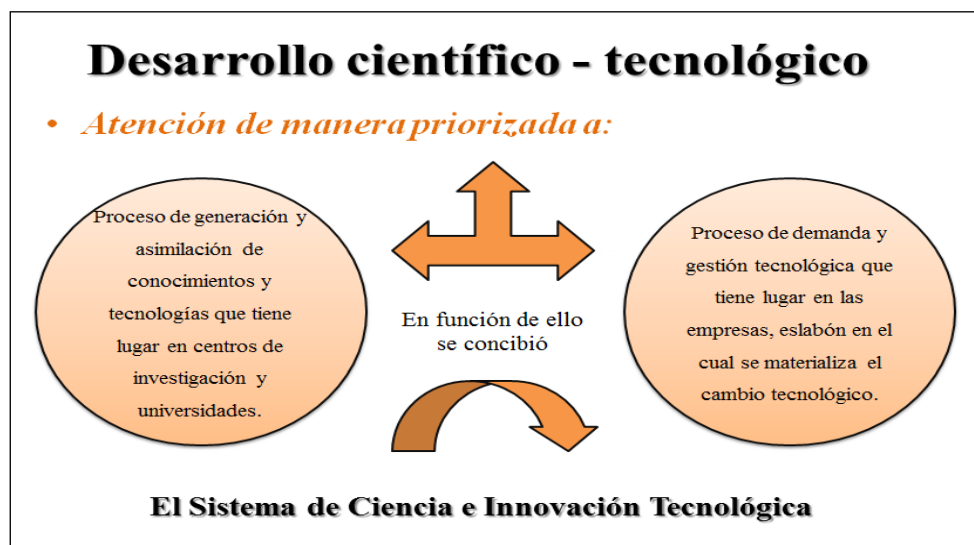 Desarrollo científico - tecnológico
• Atención de manera priorizada a:
Proceso de generación y
asimilación de
conocimientos y
tecnologías que tiene
lugar en centros de
investigación y
universidades.
En función de ello
se concibió
Proceso de demanda y
gestión tecnológica que
tiene lugar en las
empresas, eslabón en el
cual se materializa el
cambio tecnológico.
El Sistema de Ciencia e Innovación Tecnológica